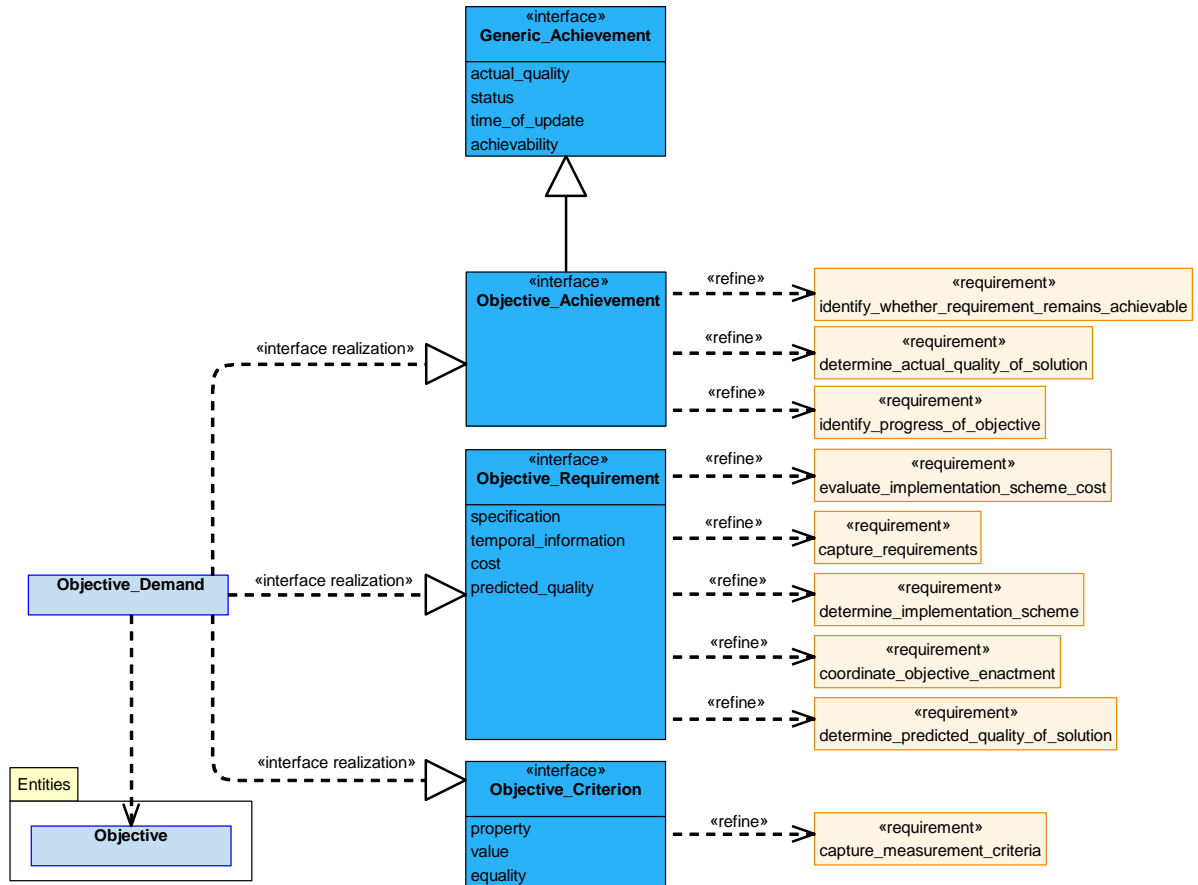 «interface»
Generic_Achievement
actual_quality
status
time_of_update
achievability
«interface»
Objective_Achievement
«refine»
«requirement»
identify_whether_requirement_remains_achievable
«refine»
«requirement»
determine_actual_quality_of_solution
«interface realization»
«refine»
«requirement»
identify_progress_of_objective
«interface»
Objective_Requirement
specification
temporal_information
cost
predicted_quality
«refine»
«requirement»
evaluate_implementation_scheme_cost
«refine»
«requirement»
capture_requirements
Objective_Demand
«interface realization»
«refine»
«requirement»
determine_implementation_scheme
«refine»
«requirement»
coordinate_objective_enactment
«refine»
«requirement»
determine_predicted_quality_of_solution
«interface realization»
«interface»
Objective_Criterion
property
value
equality
«refine»
«requirement»
capture_measurement_criteria
Entities
Objective